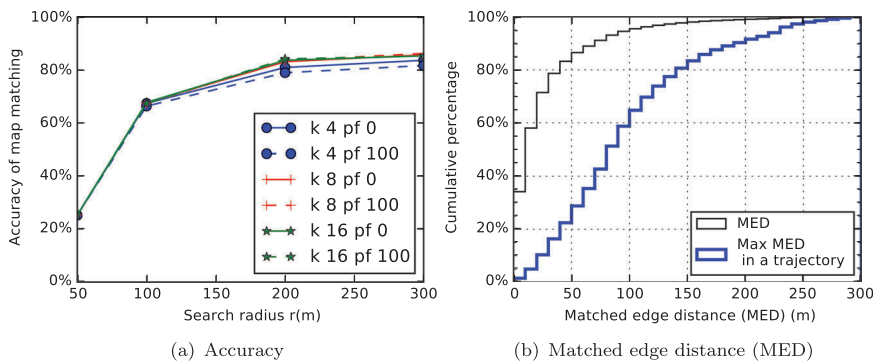 100%
80%
60%
40%
20%
0%
Accuracy of map matching
k 4 pf 0
k 4 pf 100
k 8 pf 0
k 8 pf 100
k 16 pf 0
k 16 pf 100
50
100
150
200
250
300
Search radius r(m)
(a) Accuracy
100%
80%
60%
40%
20%
0%
Cumulative percentage
MED
Max MED
in a trajectory
0
50
100
150
200
250
300
Matched edge distance (MED) (m)
(b) Matched edge distance (MED)